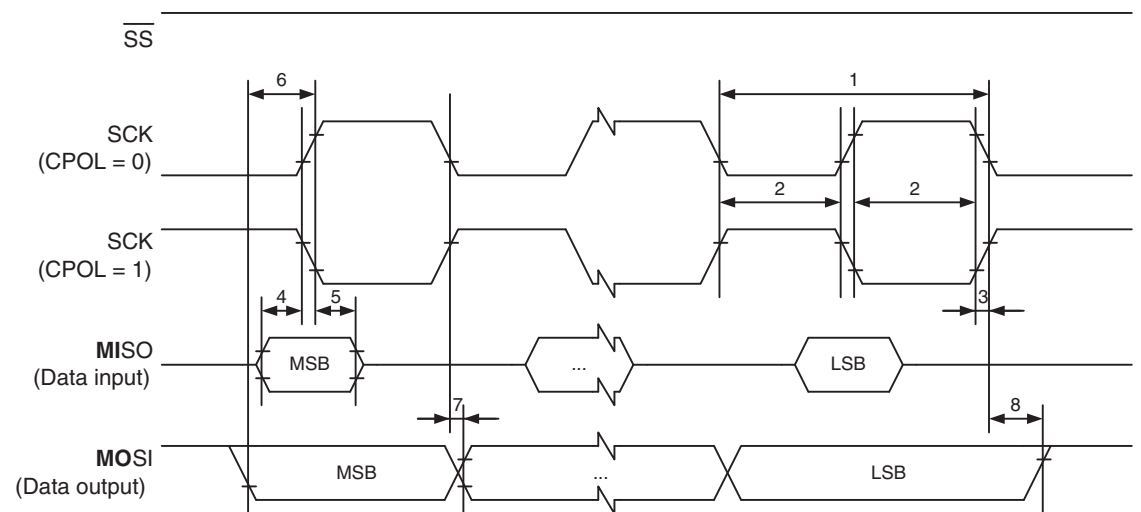 SS
6
1
SCK
(CPOL = 0)
2
2
SCK
(CPOL = 1)
4
5
3
MISO
(Data input)
MSB
...
LSB
7
8
MOSI
(Data output)
MSB
...
LSB